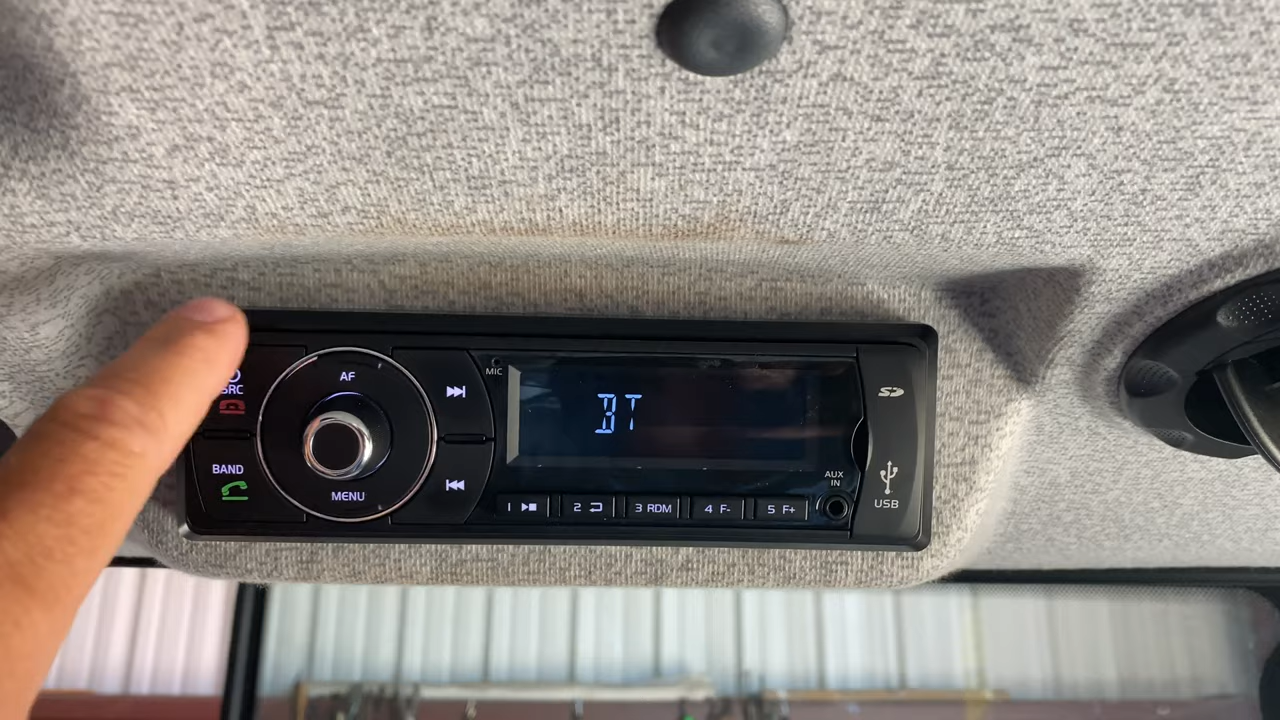 SRC
AF
MIC
BT
BAND
MENU
1
2
3 RDM
4 F-
5 F+
AUX
IN
SD
USB